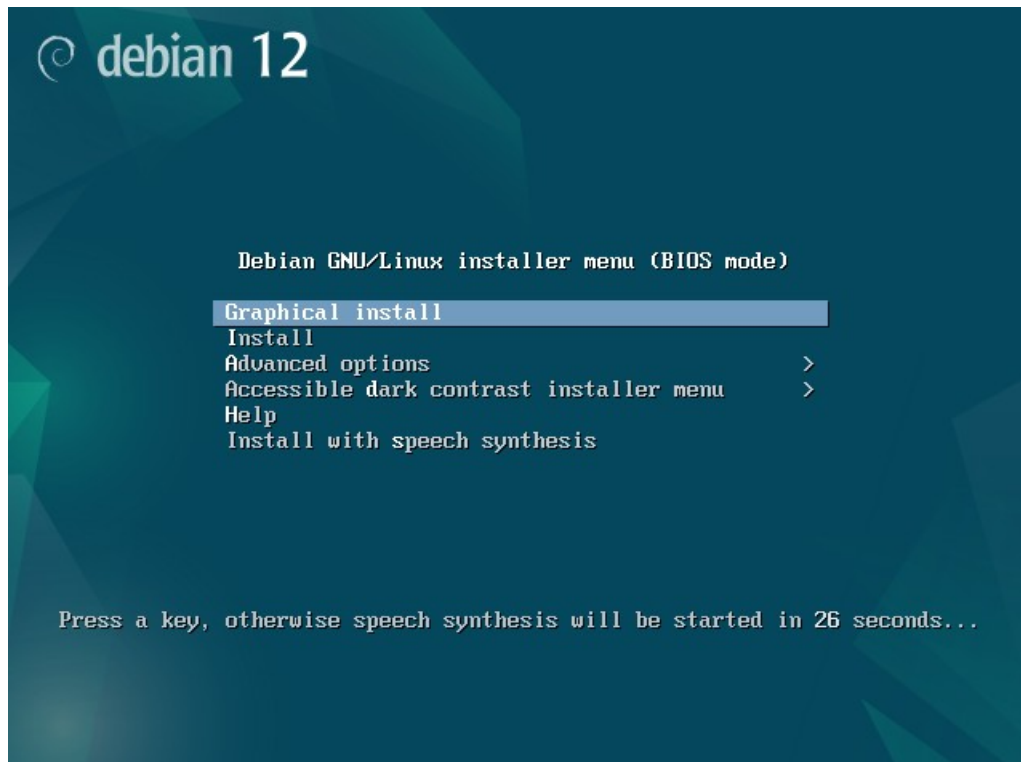 debian 12
Debian GNU/Linux installer menu (BIOS mode)
Graphical install
Install
Advanced options >
Accessible dark contrast installer menu >
Help
Install with speech synthesis
Press a key, otherwise speech synthesis will be started in 26 seconds...